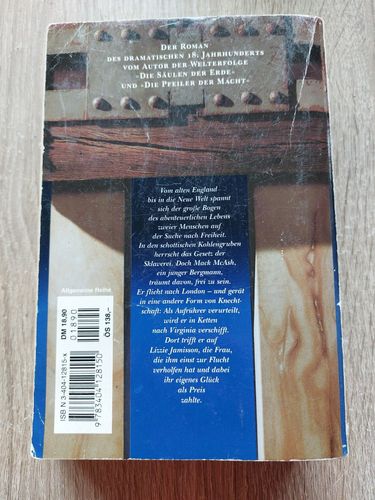 DER ROMAN
DES DRAMATISCHEN 18. JAHRHUNDERTS
VOM AUTOR DER WELTERFOLGE
»DIE SÄULEN DER ERDE«
UND »DIE PFEILER DER MACHT«
Vom alten England
bis in die Neue Welt spannt
sich der große Bogen
des abenteuerlichen Lebens
zweier Menschen auf
der Suche nach Freiheit.
In den schottischen Kohlengruben
herrscht das Gesetz der
Sklaverei. Doch Mack McAsh,
ein junger Bergmann,
träumt davon, frei zu sein.
Er flieht nach London – und gerät
in eine andere Form von Knecht-
schaft: Als Aufrührer verurteilt,
wird er in Ketten
nach Virginia verschifft.
Dort trifft er auf
Lizzie Jamisson, die Frau,
die ihm einst zur Flucht
verholfen hat und dabei
ihr eigenes Glück
als Preis
zahlte.
Allgemeine Reihe
DM 18,90
ÖS 138,–
01890
ISBN 3-404-12815-x
9 783404 128150